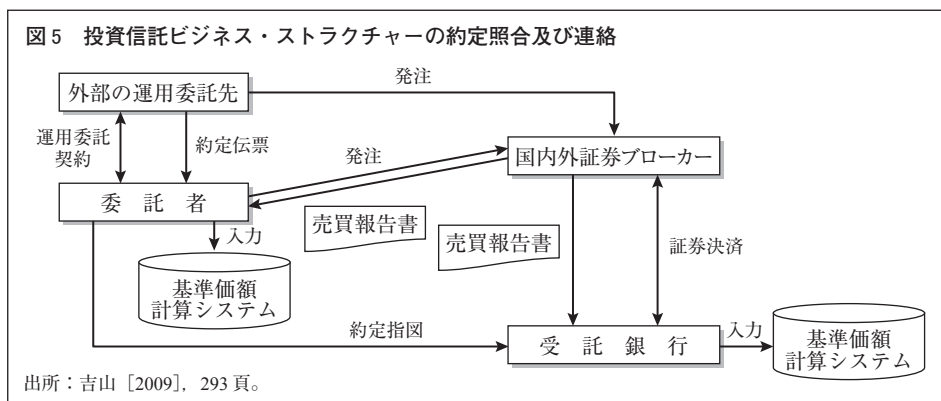 図5 投資信託ビジネス・ストラクチャーの約定照合及び連絡
外部の運用委託先
発注
運用委託
契約
約定伝票
発注
国内外証券ブローカー
委託者
入力
売買報告書
売買報告書
証券決済
基準価額
計算システム
約定指図
受託銀行
入力
基準価額
計算システム
出所：吉山［2009］，293頁。